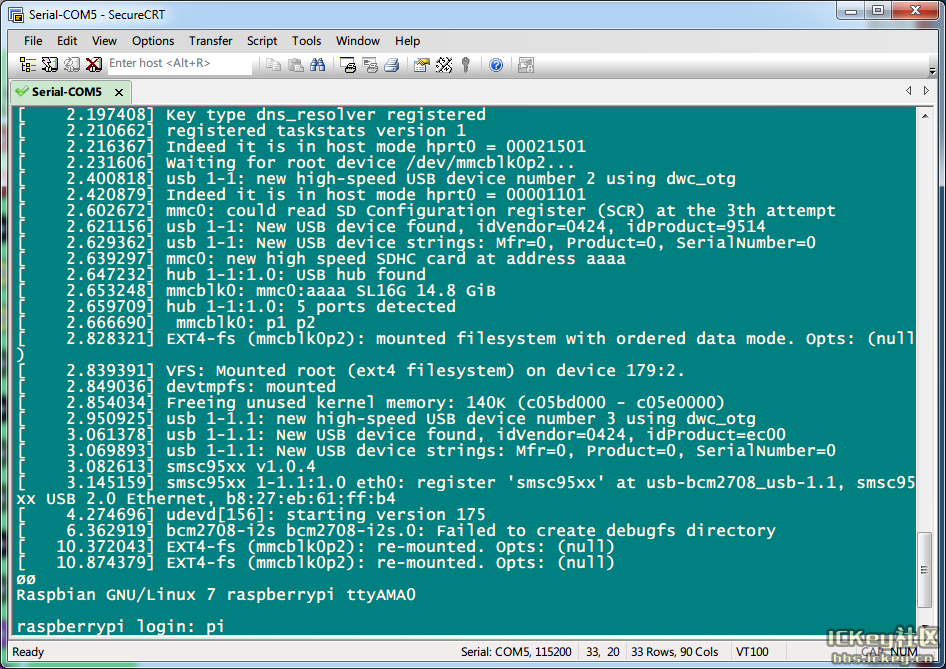 Serial-COM5 - SecureCRT
File Edit View Options Transfer Script Tools Window Help
Enter host <Alt+R>
Serial-COM5
[    2.197408] Key type dns_resolver registered
[    2.210662] registered taskstats version 1
[    2.216367] Indeed it is in host mode hprt0 = 00021501
[    2.231606] Waiting for root device /dev/mmcblk0p2...
[    2.400818] usb 1-1: new high-speed USB device number 2 using dwc_otg
[    2.420879] Indeed it is in host mode hprt0 = 00001101
[    2.602672] mmc0: could read SD Configuration register (SCR) at the 3th attempt
[    2.621156] usb 1-1: New USB device found, idVendor=0424, idProduct=9514
[    2.629362] usb 1-1: New USB device strings: Mfr=0, Product=0, SerialNumber=0
[    2.639297] mmc0: new high speed SDHC card at address aaaa
[    2.647232] hub 1-1:1.0: USB hub found
[    2.653248] mmcblk0: mmc0:aaaa SL16G 14.8 GiB
[    2.659709] hub 1-1:1.0: 5 ports detected
[    2.666690]  mmcblk0: p1 p2
[    2.828321] EXT4-fs (mmcblk0p2): mounted filesystem with ordered data mode. Opts: (null
)
[    2.839391] VFS: Mounted root (ext4 filesystem) on device 179:2.
[    2.849036] devtmpfs: mounted
[    2.854034] Freeing unused kernel memory: 140K (c05bd000 - c05e0000)
[    2.950925] usb 1-1.1: new high-speed USB device number 3 using dwc_otg
[    3.061378] usb 1-1.1: New USB device found, idVendor=0424, idProduct=ec00
[    3.069893] usb 1-1.1: New USB device strings: Mfr=0, Product=0, SerialNumber=0
[    3.082613] smsc95xx v1.0.4
[    3.145159] smsc95xx 1-1.1:1.0 eth0: register 'smsc95xx' at usb-bcm2708_usb-1.1, smsc95
xx USB 2.0 Ethernet, b8:27:eb:61:ff:b4
[    4.274696] udevd[156]: starting version 175
[    6.362919] bcm2708-i2s bcm2708-i2s.0: Failed to create debugfs directory
[   10.372043] EXT4-fs (mmcblk0p2): re-mounted. Opts: (null)
[   10.874379] EXT4-fs (mmcblk0p2): re-mounted. Opts: (null)
øø
Raspbian GNU/Linux 7 raspberrypi ttyAMA0
raspberrypi login: pi
Ready Serial: COM5, 115200 33, 20 33 Rows, 90 Cols VT100 CAP NUM
ICKey社区
bbs.ickey.cn